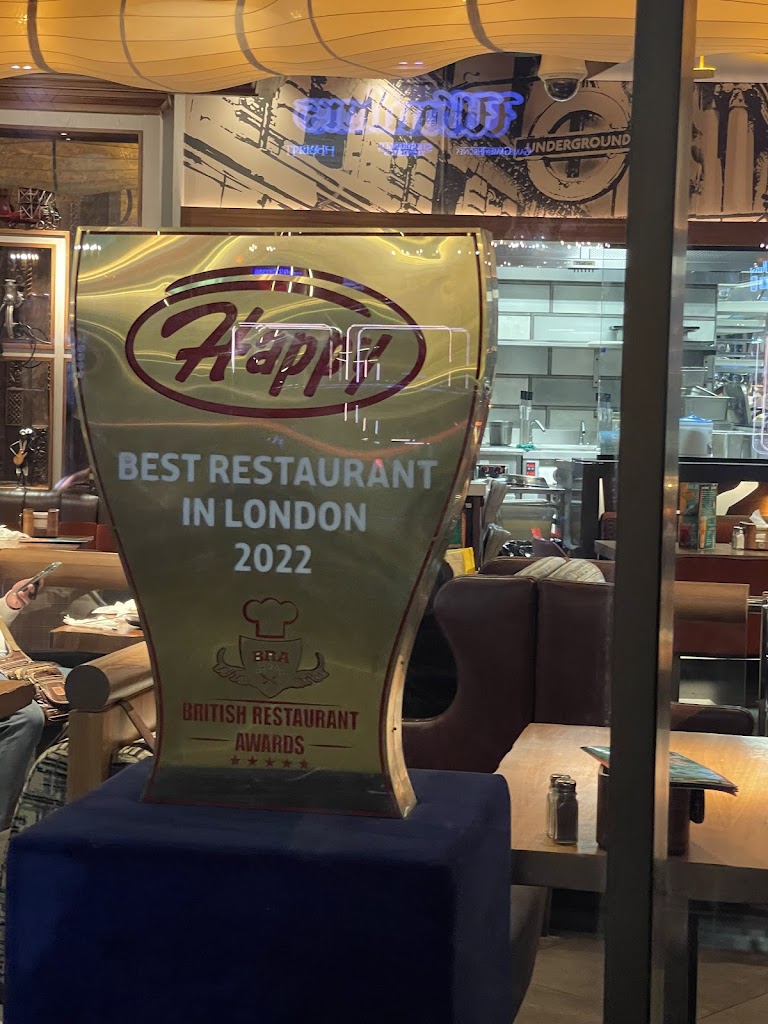 UNDERGROUND
Happy
BEST RESTAURANT
IN LONDON
2022
BRA
BRITISH RESTAURANT
AWARDS